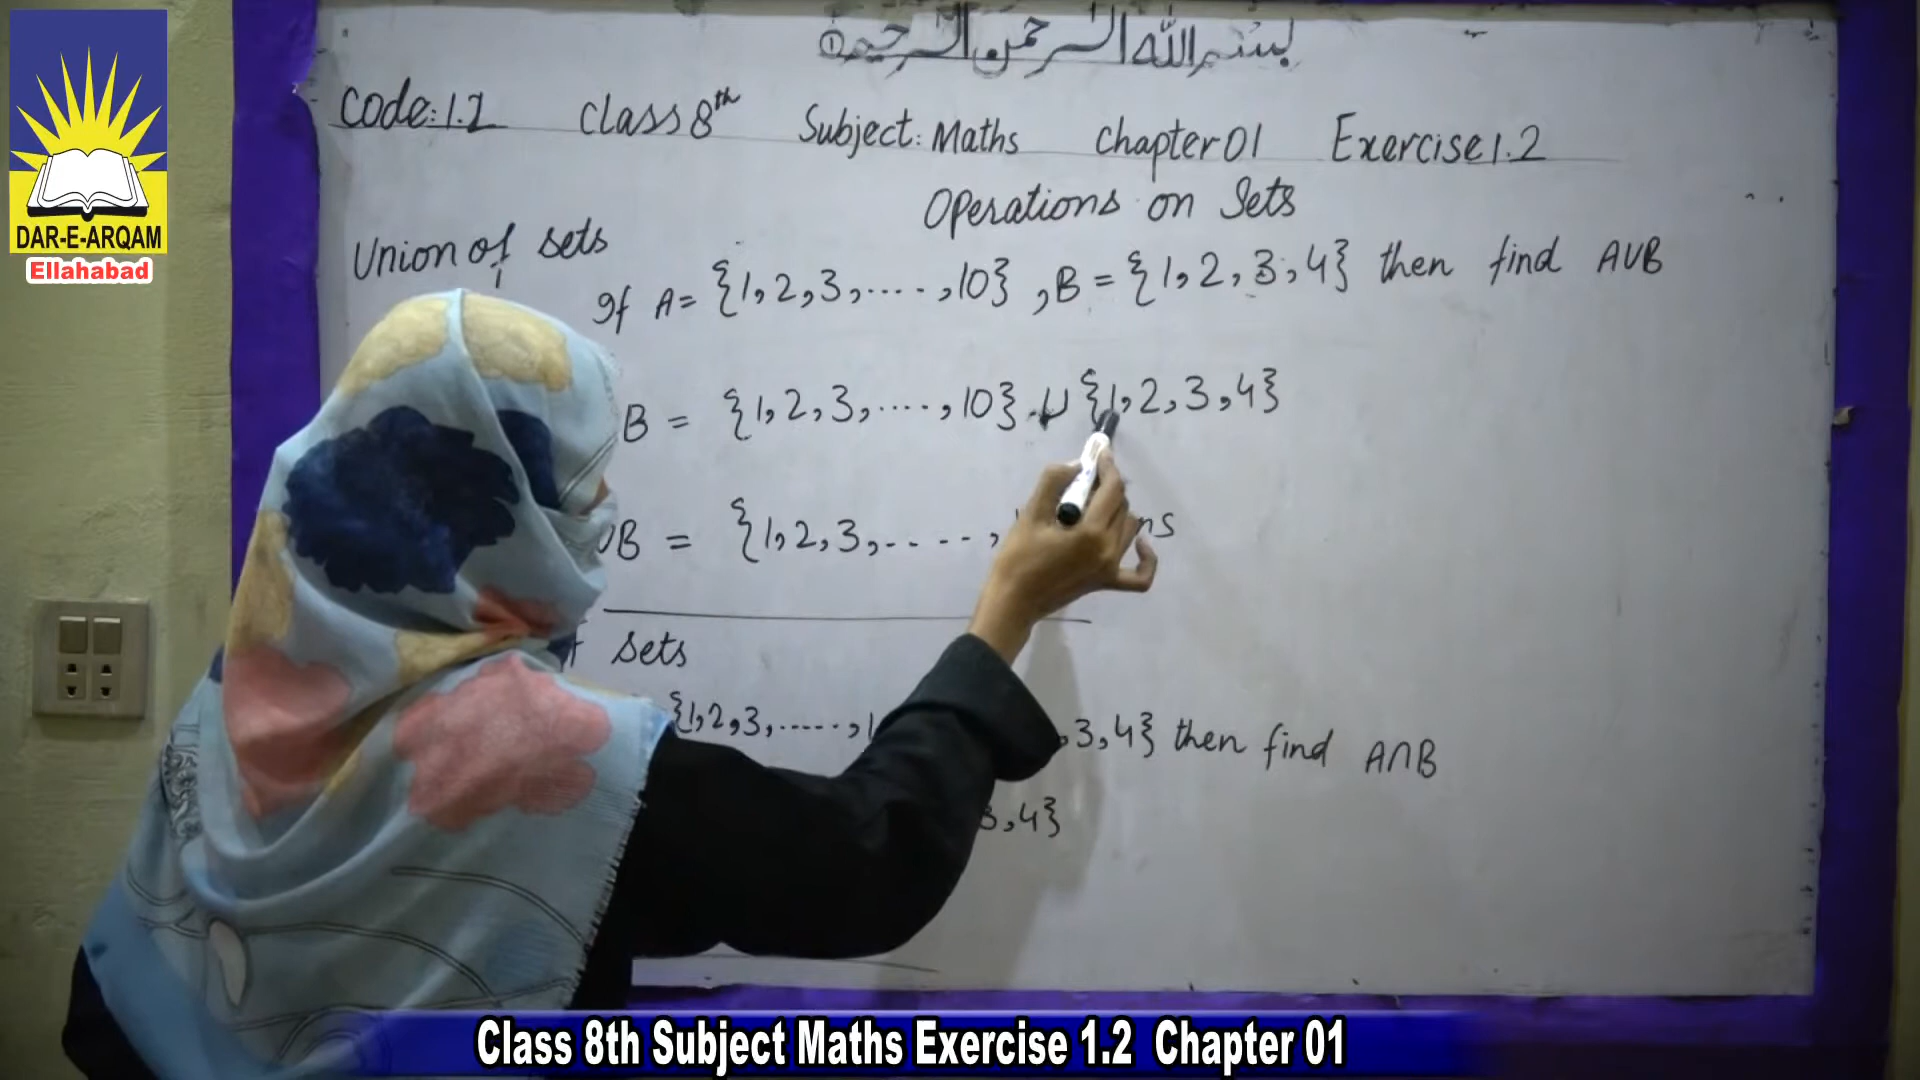 بسم الله الرحمن الرحيم
Code: 1.2 Class 8th Subject: Maths Chapter 01 Exercise 1.2
Operations on Sets
Union of sets
If A = {1, 2, 3, ...., 10}, B = {1, 2, 3, 4} then find A∪B
B = {1, 2, 3, ...., 10} ∪ {1, 2, 3, 4}
∪B = {1, 2, 3, ....,
sets
{1, 2, 3, ......, 3, 4} then find A∩B
3, 4}
DAR-E-ARQAM
Ellahabad
Class 8th Subject Maths Exercise 1.2 Chapter 01